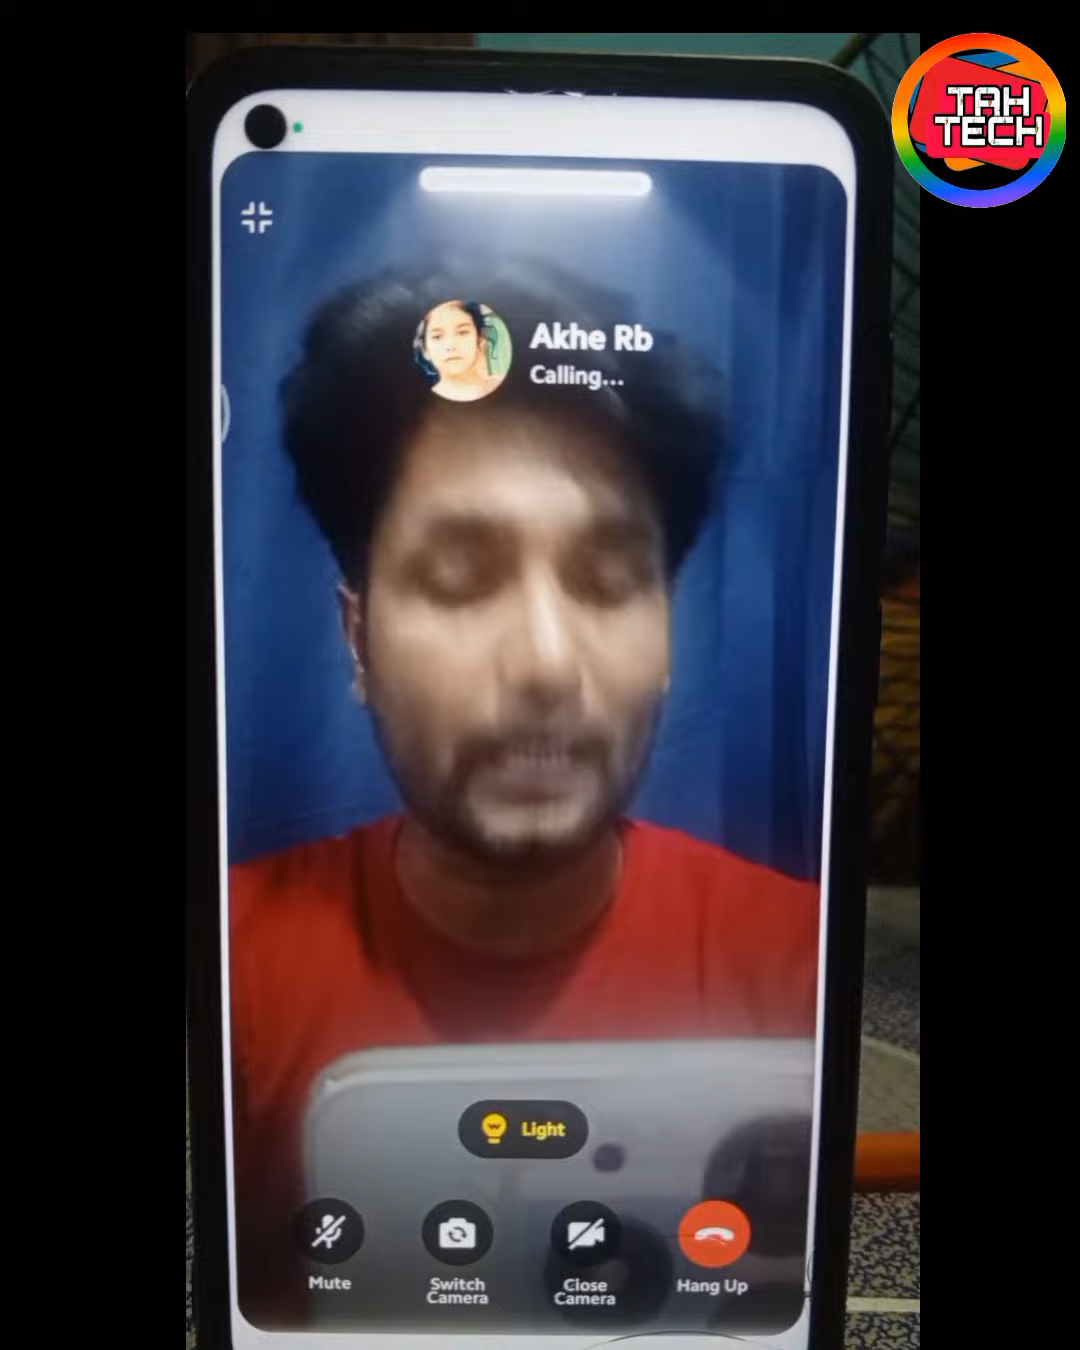 TAH
TECH
Akhe Rb
Calling...
Light
Mute
Switch
Camera
Close
Camera
Hang Up